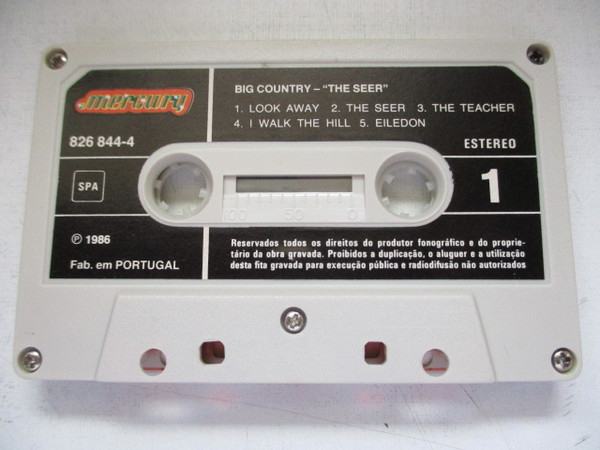 mercury
BIG COUNTRY – "THE SEER"
1. LOOK AWAY 2. THE SEER 3. THE TEACHER
4. I WALK THE HILL 5. EILEDON
826 844-4
ESTEREO
SPA
1
100 50 0
℗ 1986
Fab. em PORTUGAL
Reservados todos os direitos do produtor fonográfico e do proprie-
tário da obra gravada. Proibidos a duplicação, o aluguer e a utilização
desta fita gravada para execução pública e radiodifusão não autorizados